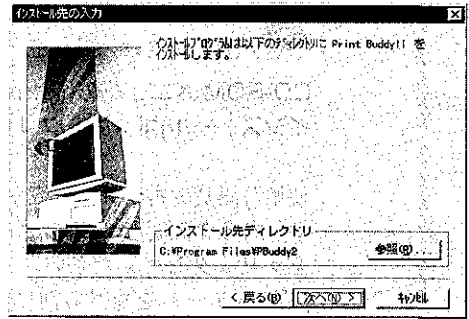 インストール先の入力
インストールプログラムは以下のディレクトリに Print Buddy!! を
インストールします。
インストール先ディレクトリ
C:¥Program Files¥PBuddy2
参照(R)...
< 戻る(B)
次へ(N) >
キャンセル